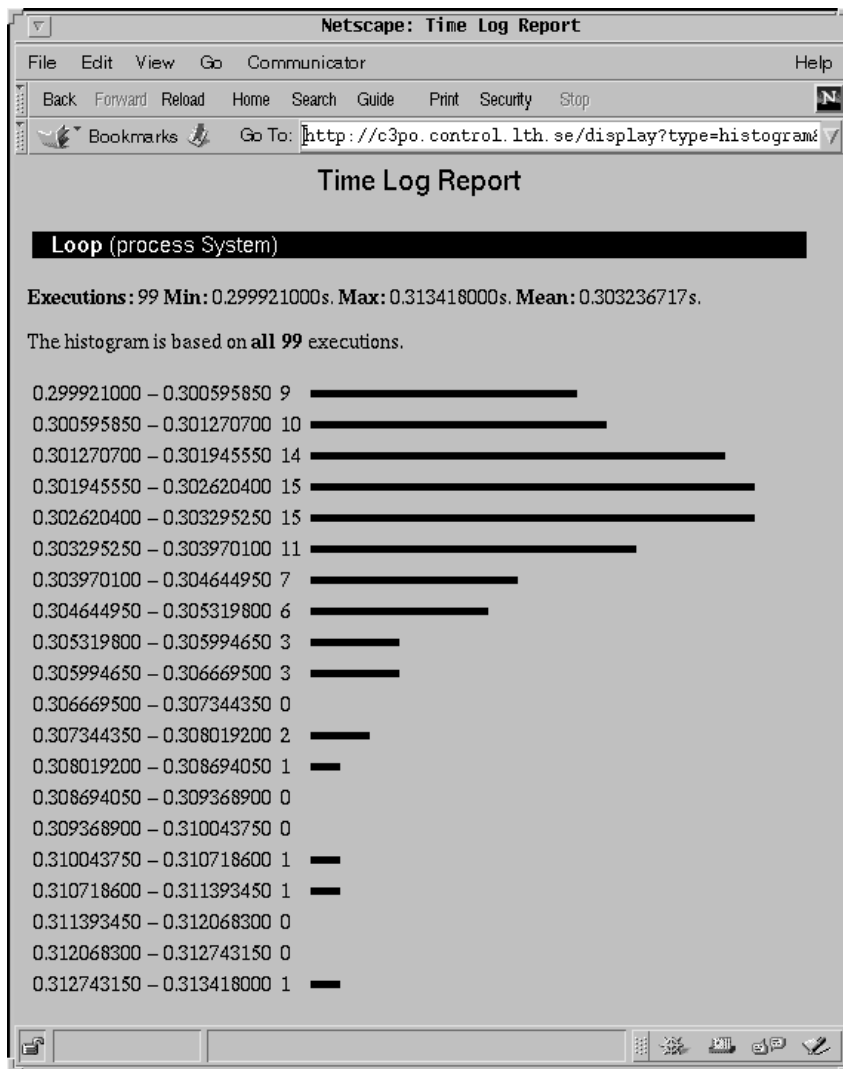 Netscape: Time Log Report
File Edit View Go Communicator Help
Back Forward Reload Home Search Guide Print Security Stop N
Bookmarks Go To: http://c3po.control.lth.se/display?type=histogram&
Time Log Report
Loop (process System)
Executions: 99 Min: 0.299921000s. Max: 0.313418000s. Mean: 0.303236717s.
The histogram is based on all 99 executions.
0.299921000 – 0.300595850 9
0.300595850 – 0.301270700 10
0.301270700 – 0.301945550 14
0.301945550 – 0.302620400 15
0.302620400 – 0.303295250 15
0.303295250 – 0.303970100 11
0.303970100 – 0.304644950 7
0.304644950 – 0.305319800 6
0.305319800 – 0.305994650 3
0.305994650 – 0.306669500 3
0.306669500 – 0.307344350 0
0.307344350 – 0.308019200 2
0.308019200 – 0.308694050 1
0.308694050 – 0.309368900 0
0.309368900 – 0.310043750 0
0.310043750 – 0.310718600 1
0.310718600 – 0.311393450 1
0.311393450 – 0.312068300 0
0.312068300 – 0.312743150 0
0.312743150 – 0.313418000 1